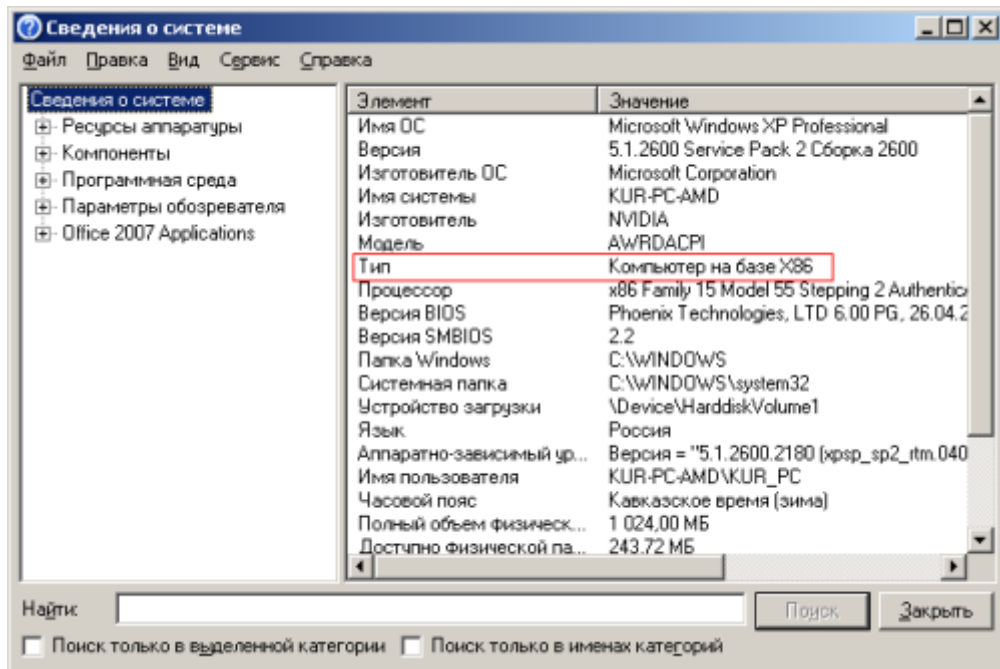 Сведения о системе
Файл Правка Вид Сервис Справка
Сведения о системе
Ресурсы аппаратуры
Компоненты
Программная среда
Параметры обозревателя
Office 2007 Applications
Элемент Значение
Имя ОС Microsoft Windows XP Professional
Версия 5.1.2600 Service Pack 2 Сборка 2600
Изготовитель ОС Microsoft Corporation
Имя системы KUR-PC-AMD
Изготовитель NVIDIA
Модель AWRDACPI
Тип Компьютер на базе X86
Процессор x86 Family 15 Model 55 Stepping 2 Authentic
Версия BIOS Phoenix Technologies, LTD 6.00 PG, 26.04.2
Версия SMBIOS 2.2
Папка Windows C:\WINDOWS
Системная папка C:\WINDOWS\system32
Устройство загрузки \Device\HarddiskVolume1
Язык Россия
Аппаратно-зависимый ур... Версия = "5.1.2600.2180 (xpsp_sp2_rtm.040
Имя пользователя KUR-PC-AMD\KUR_PC
Часовой пояс Кавказское время (зима)
Полный объем физическ... 1 024,00 МБ
Доступно физической па... 243,72 МБ
Найти: Поиск Закрыть
Поиск только в выделенной категории Поиск только в именах категорий